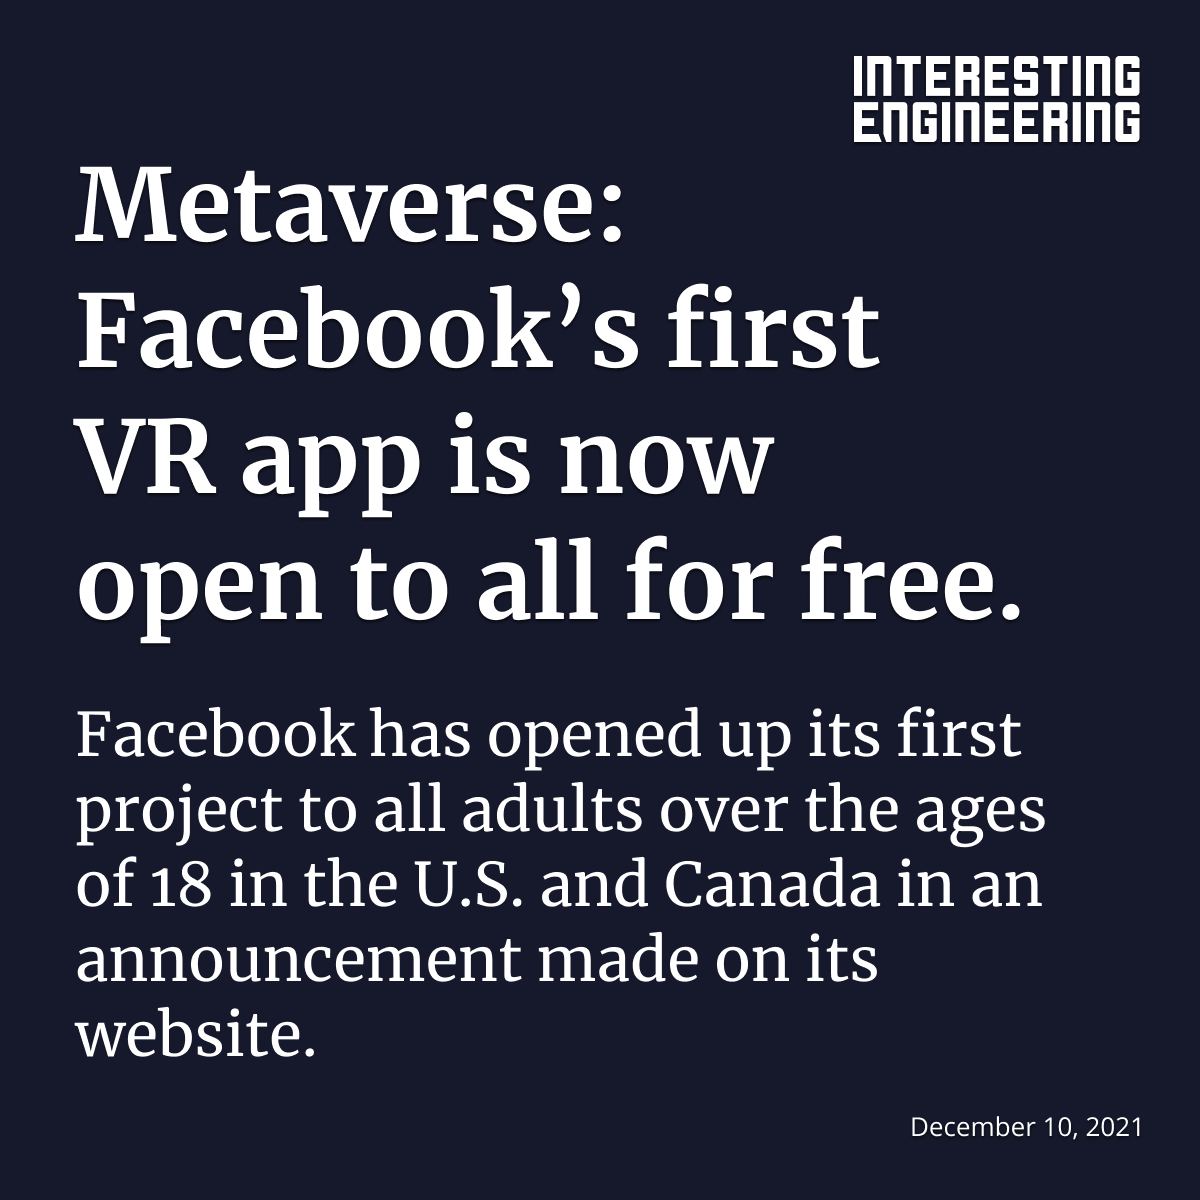 INTERESTING
ENGINEERING
Metaverse:
Facebook’s first
VR app is now
open to all for free.
Facebook has opened up its first
project to all adults over the ages
of 18 in the U.S. and Canada in an
announcement made on its
website.
December 10, 2021